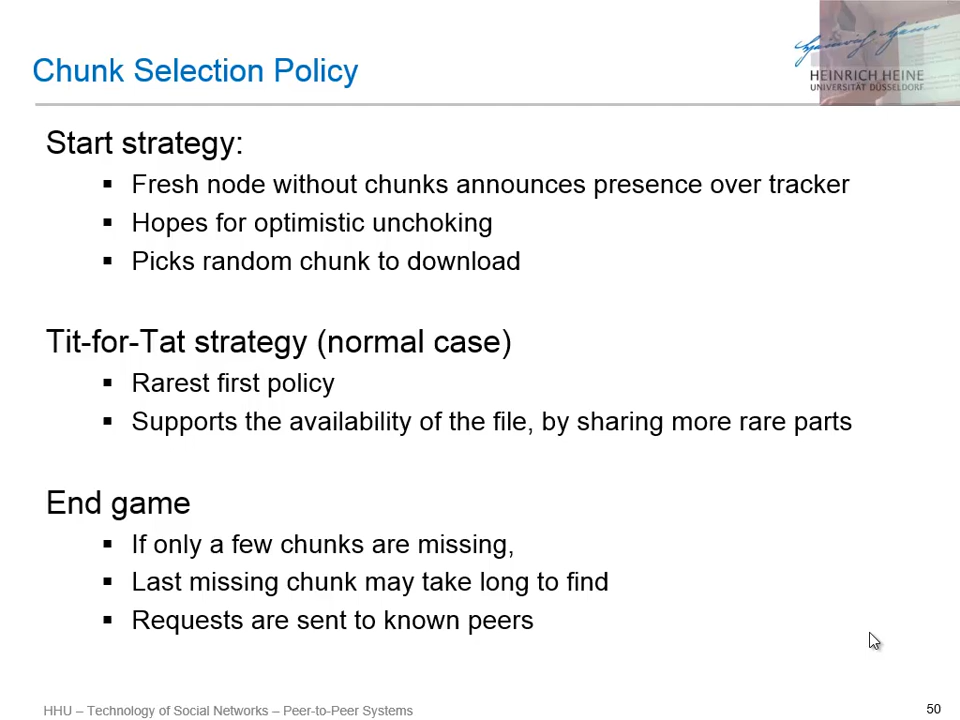 Chunk Selection Policy
HEINRICH HEINE
UNIVERSITÄT DÜSSELDORF
Start strategy:
▪ Fresh node without chunks announces presence over tracker
▪ Hopes for optimistic unchoking
▪ Picks random chunk to download
Tit-for-Tat strategy (normal case)
▪ Rarest first policy
▪ Supports the availability of the file, by sharing more rare parts
End game
▪ If only a few chunks are missing,
▪ Last missing chunk may take long to find
▪ Requests are sent to known peers
HHU – Technology of Social Networks – Peer-to-Peer Systems
50